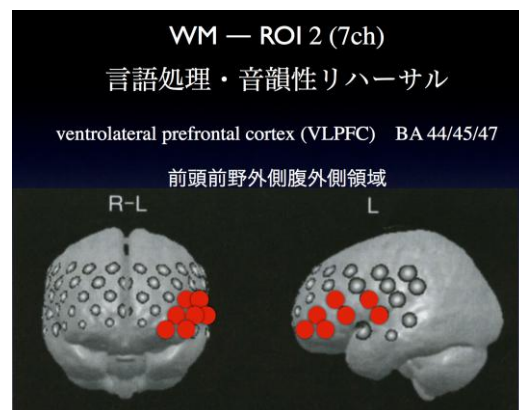 WM — ROI 2 (7ch)
言語処理・音韻性リハーサル
ventrolateral prefrontal cortex (VLPFC) BA 44/45/47
前頭前野外側腹外側領域
R-L L